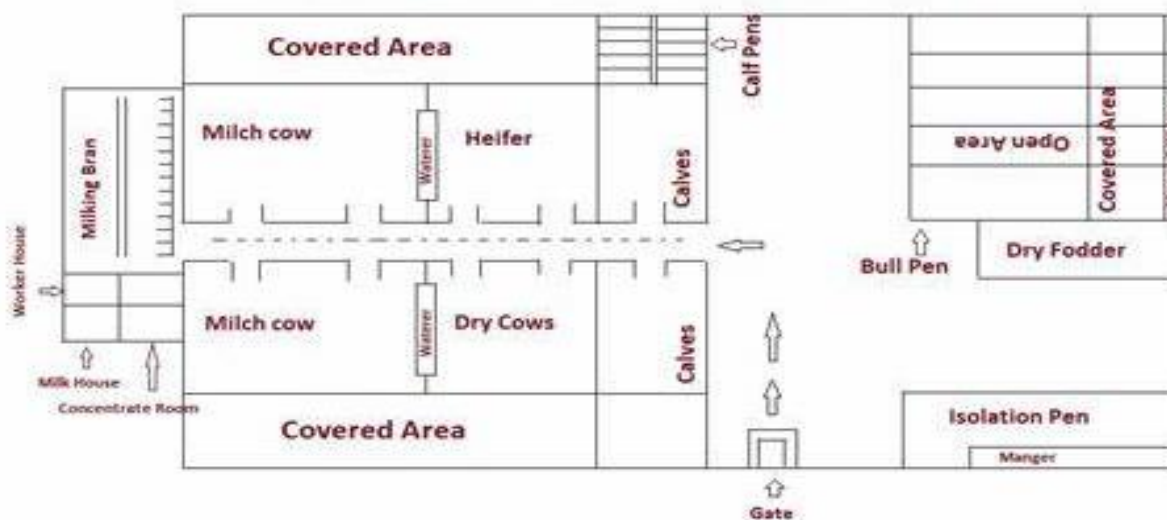 Covered Area
Calf Pens
Milch cow
Waterer
Heifer
Calves
Milking Bran
Open Area
Covered Area
Bull Pen
Dry Fodder
Worker House
Milch cow
Waterer
Dry Cows
Calves
Milk House
Concentrate Room
Covered Area
Isolation Pen
Manger
Gate